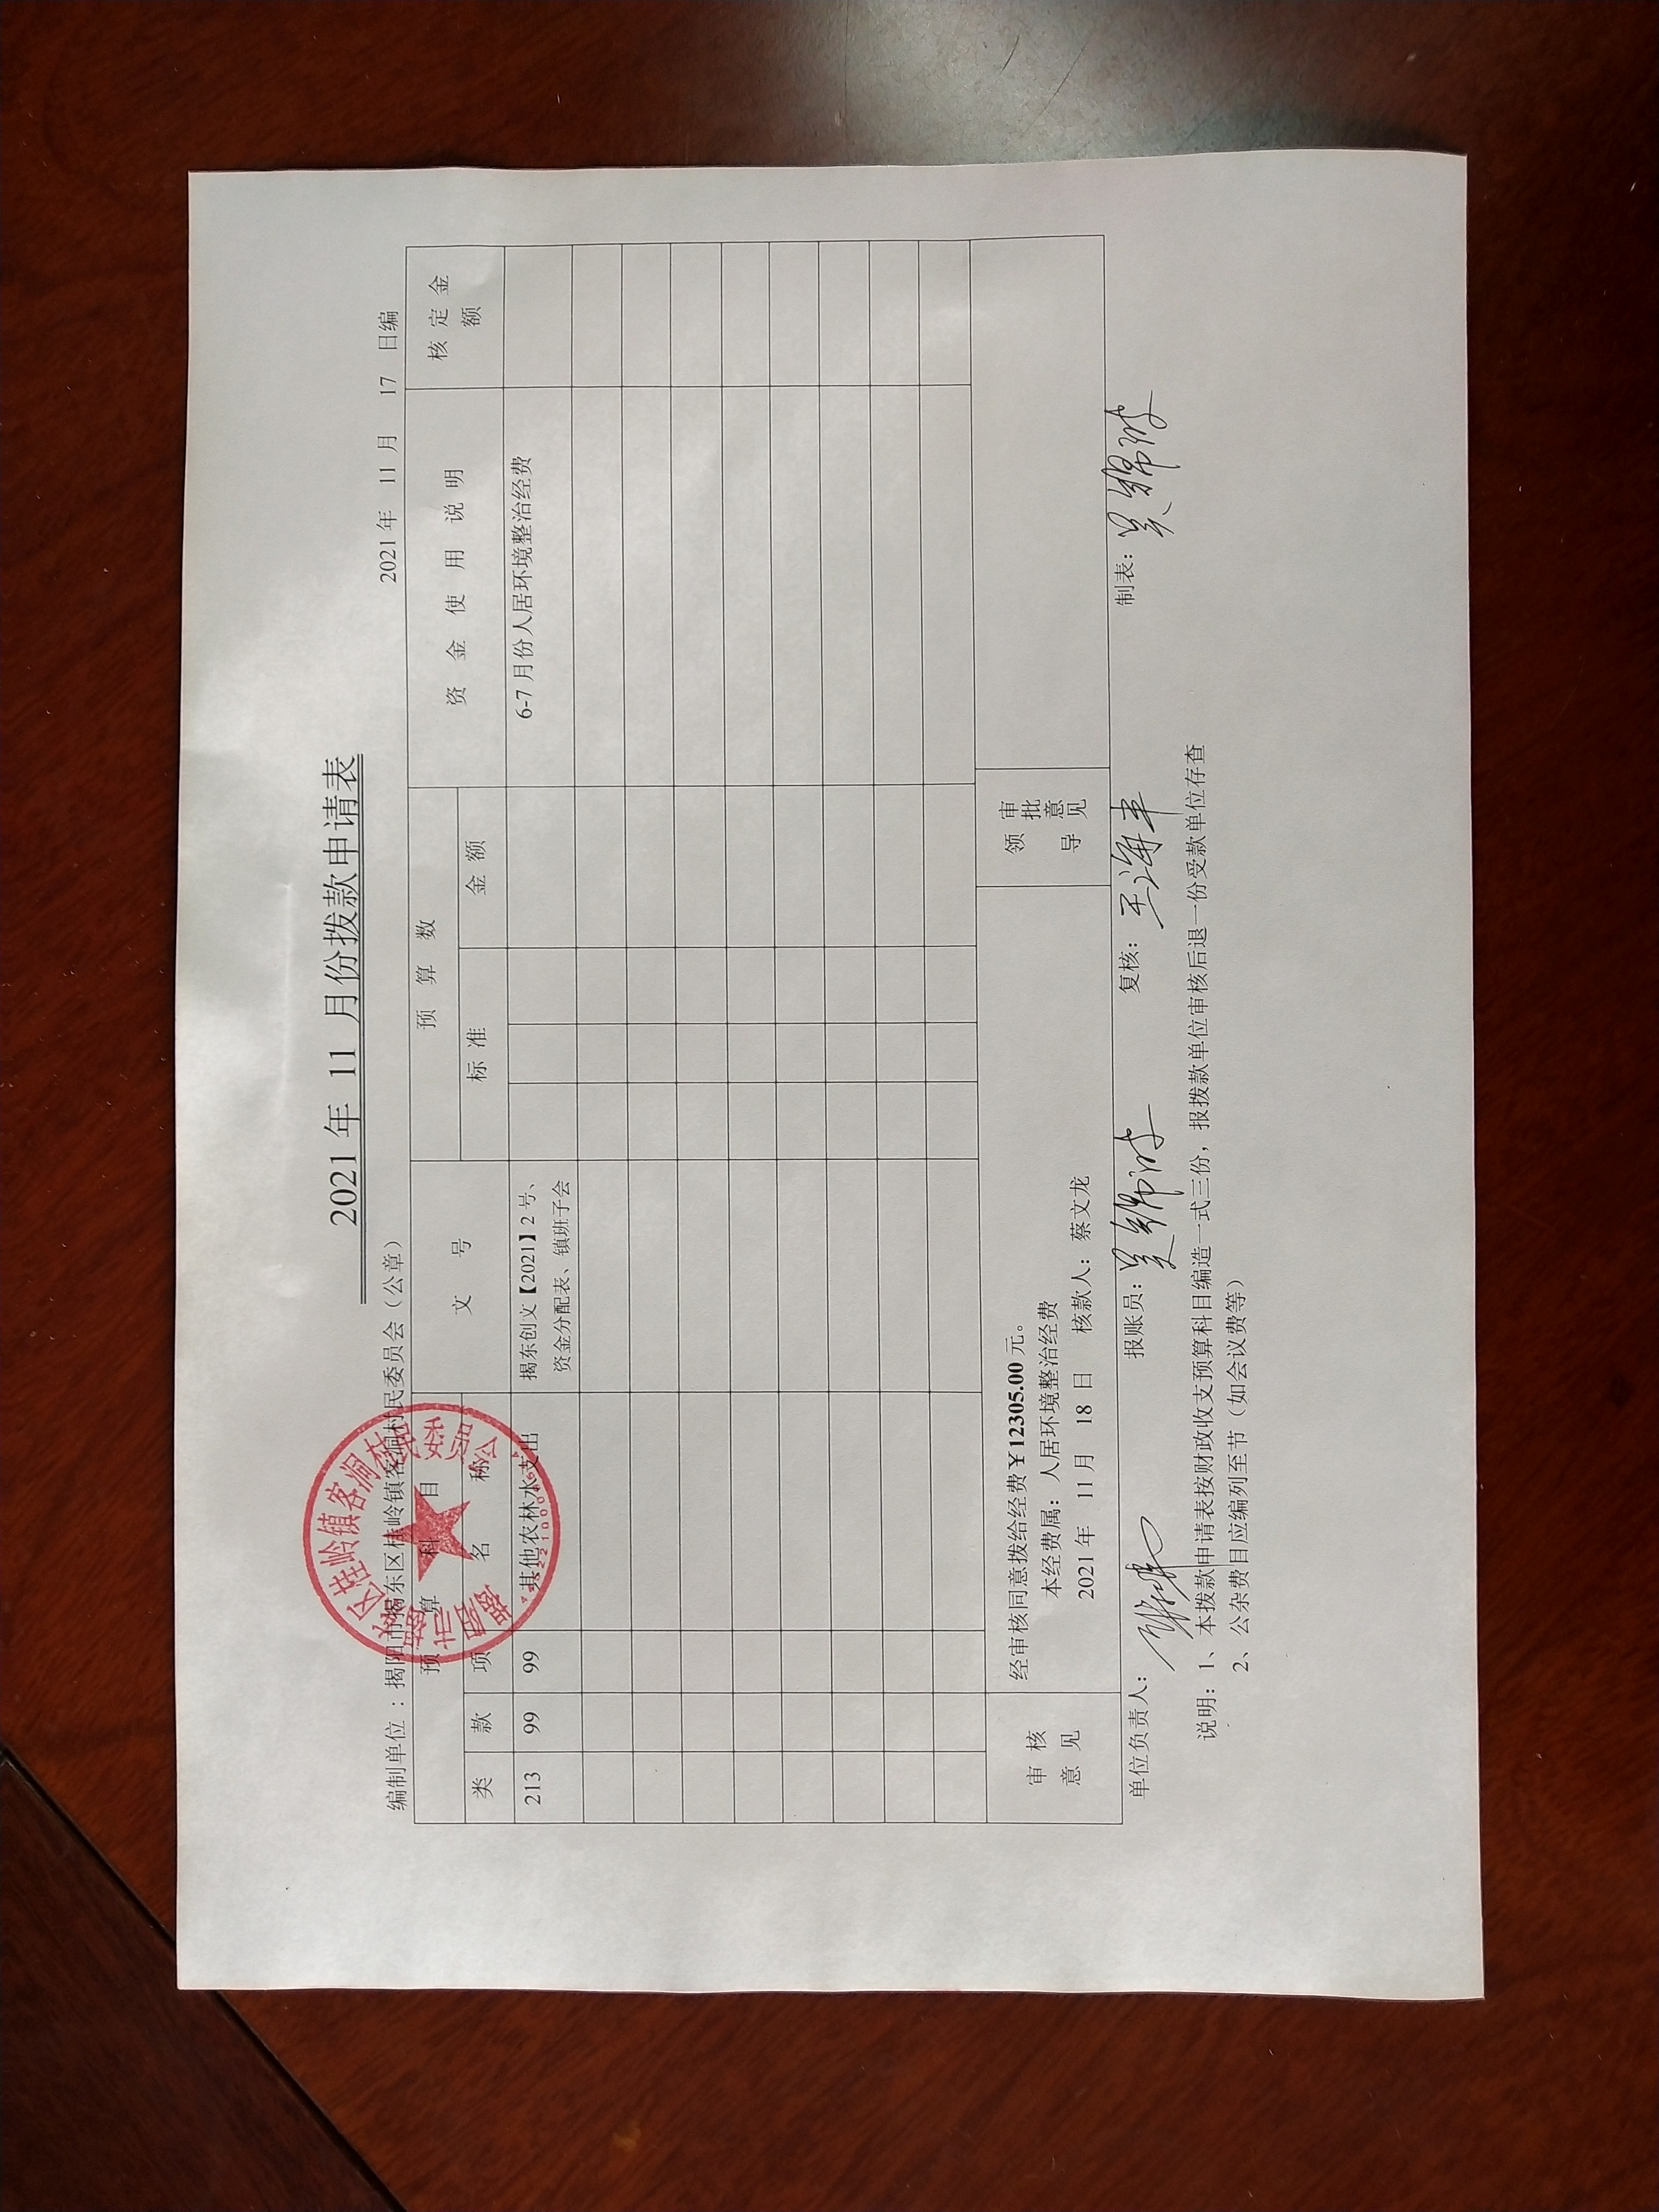 2021 年 11 月份拨款申请表
编制单位：揭阳市揭东区桂岭镇客洞村民委员会（公章） 2021 年 11 月 17 日编
预 算 科 目 文 号 预 算 数 资 金 使 用 说 明 核 定 金 额
类 款 项 名 称 标 准 金 额
213 99 99 其他农林水支出 揭东创文【2021】2 号、 6-7 月份人居环境整治经费
资金分配表、镇班子会
审 核 意 见 经审核同意拨给经费￥12305.00 元。 领 导 审 批 意 见
本经费属：人居环境整治经费
2021 年 11 月 18 日 核款人：蔡文龙
单位负责人： 报账员： 复核： 制表：
说明：1、本拨款申请表按财政收支预算科目编造一式三份，报拨款单位审核后退一份受款单位存查
2、公杂费目应编列至节（如会议费等）